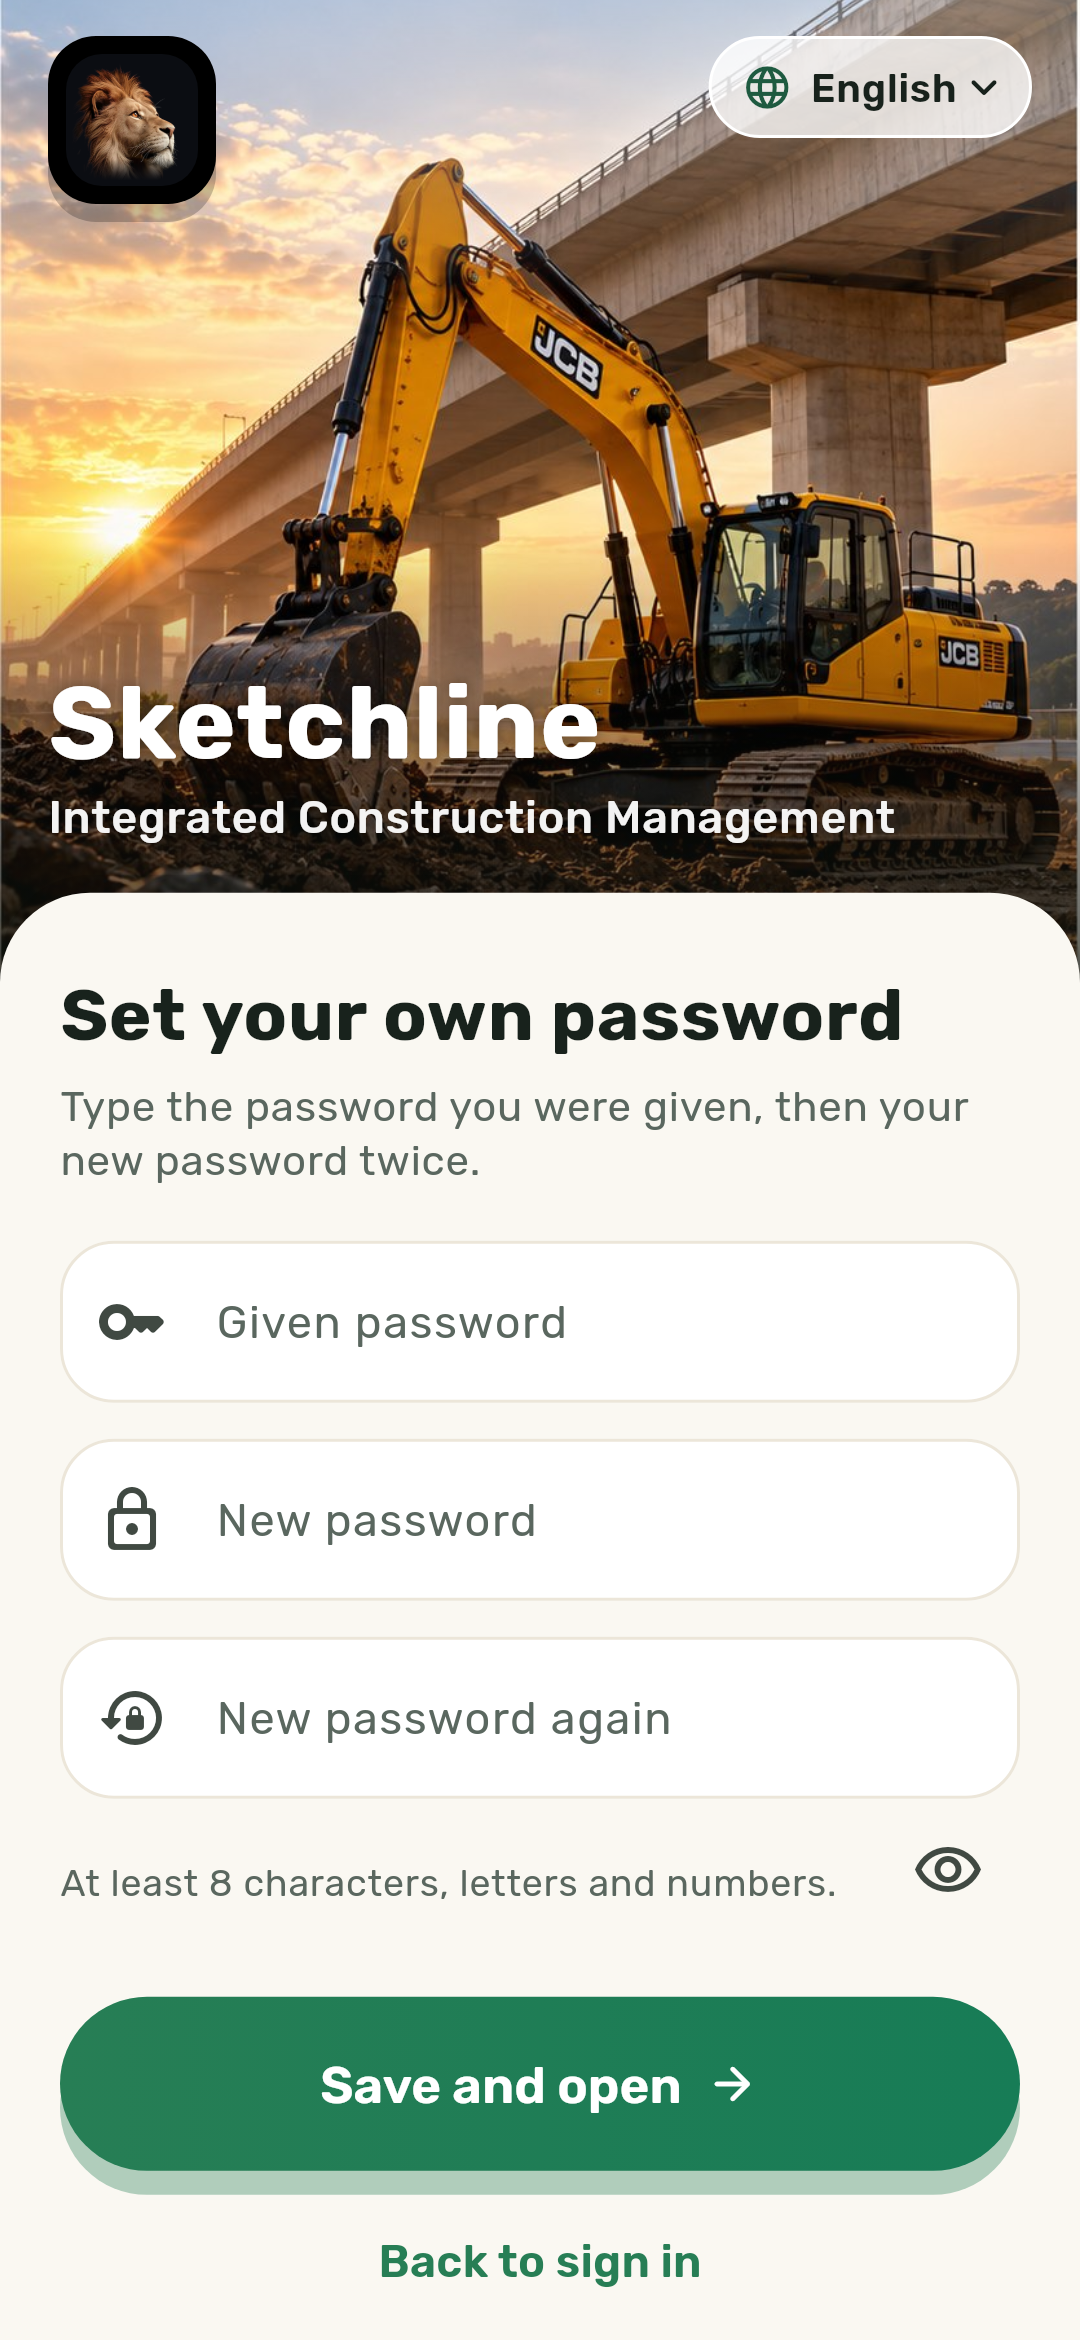 English
JCB
JCB
Sketchline
Integrated Construction Management
Set your own password
Type the password you were given, then your
new password twice.
Given password
New password
New password again
At least 8 characters, letters and numbers.
Save and open
Back to sign in